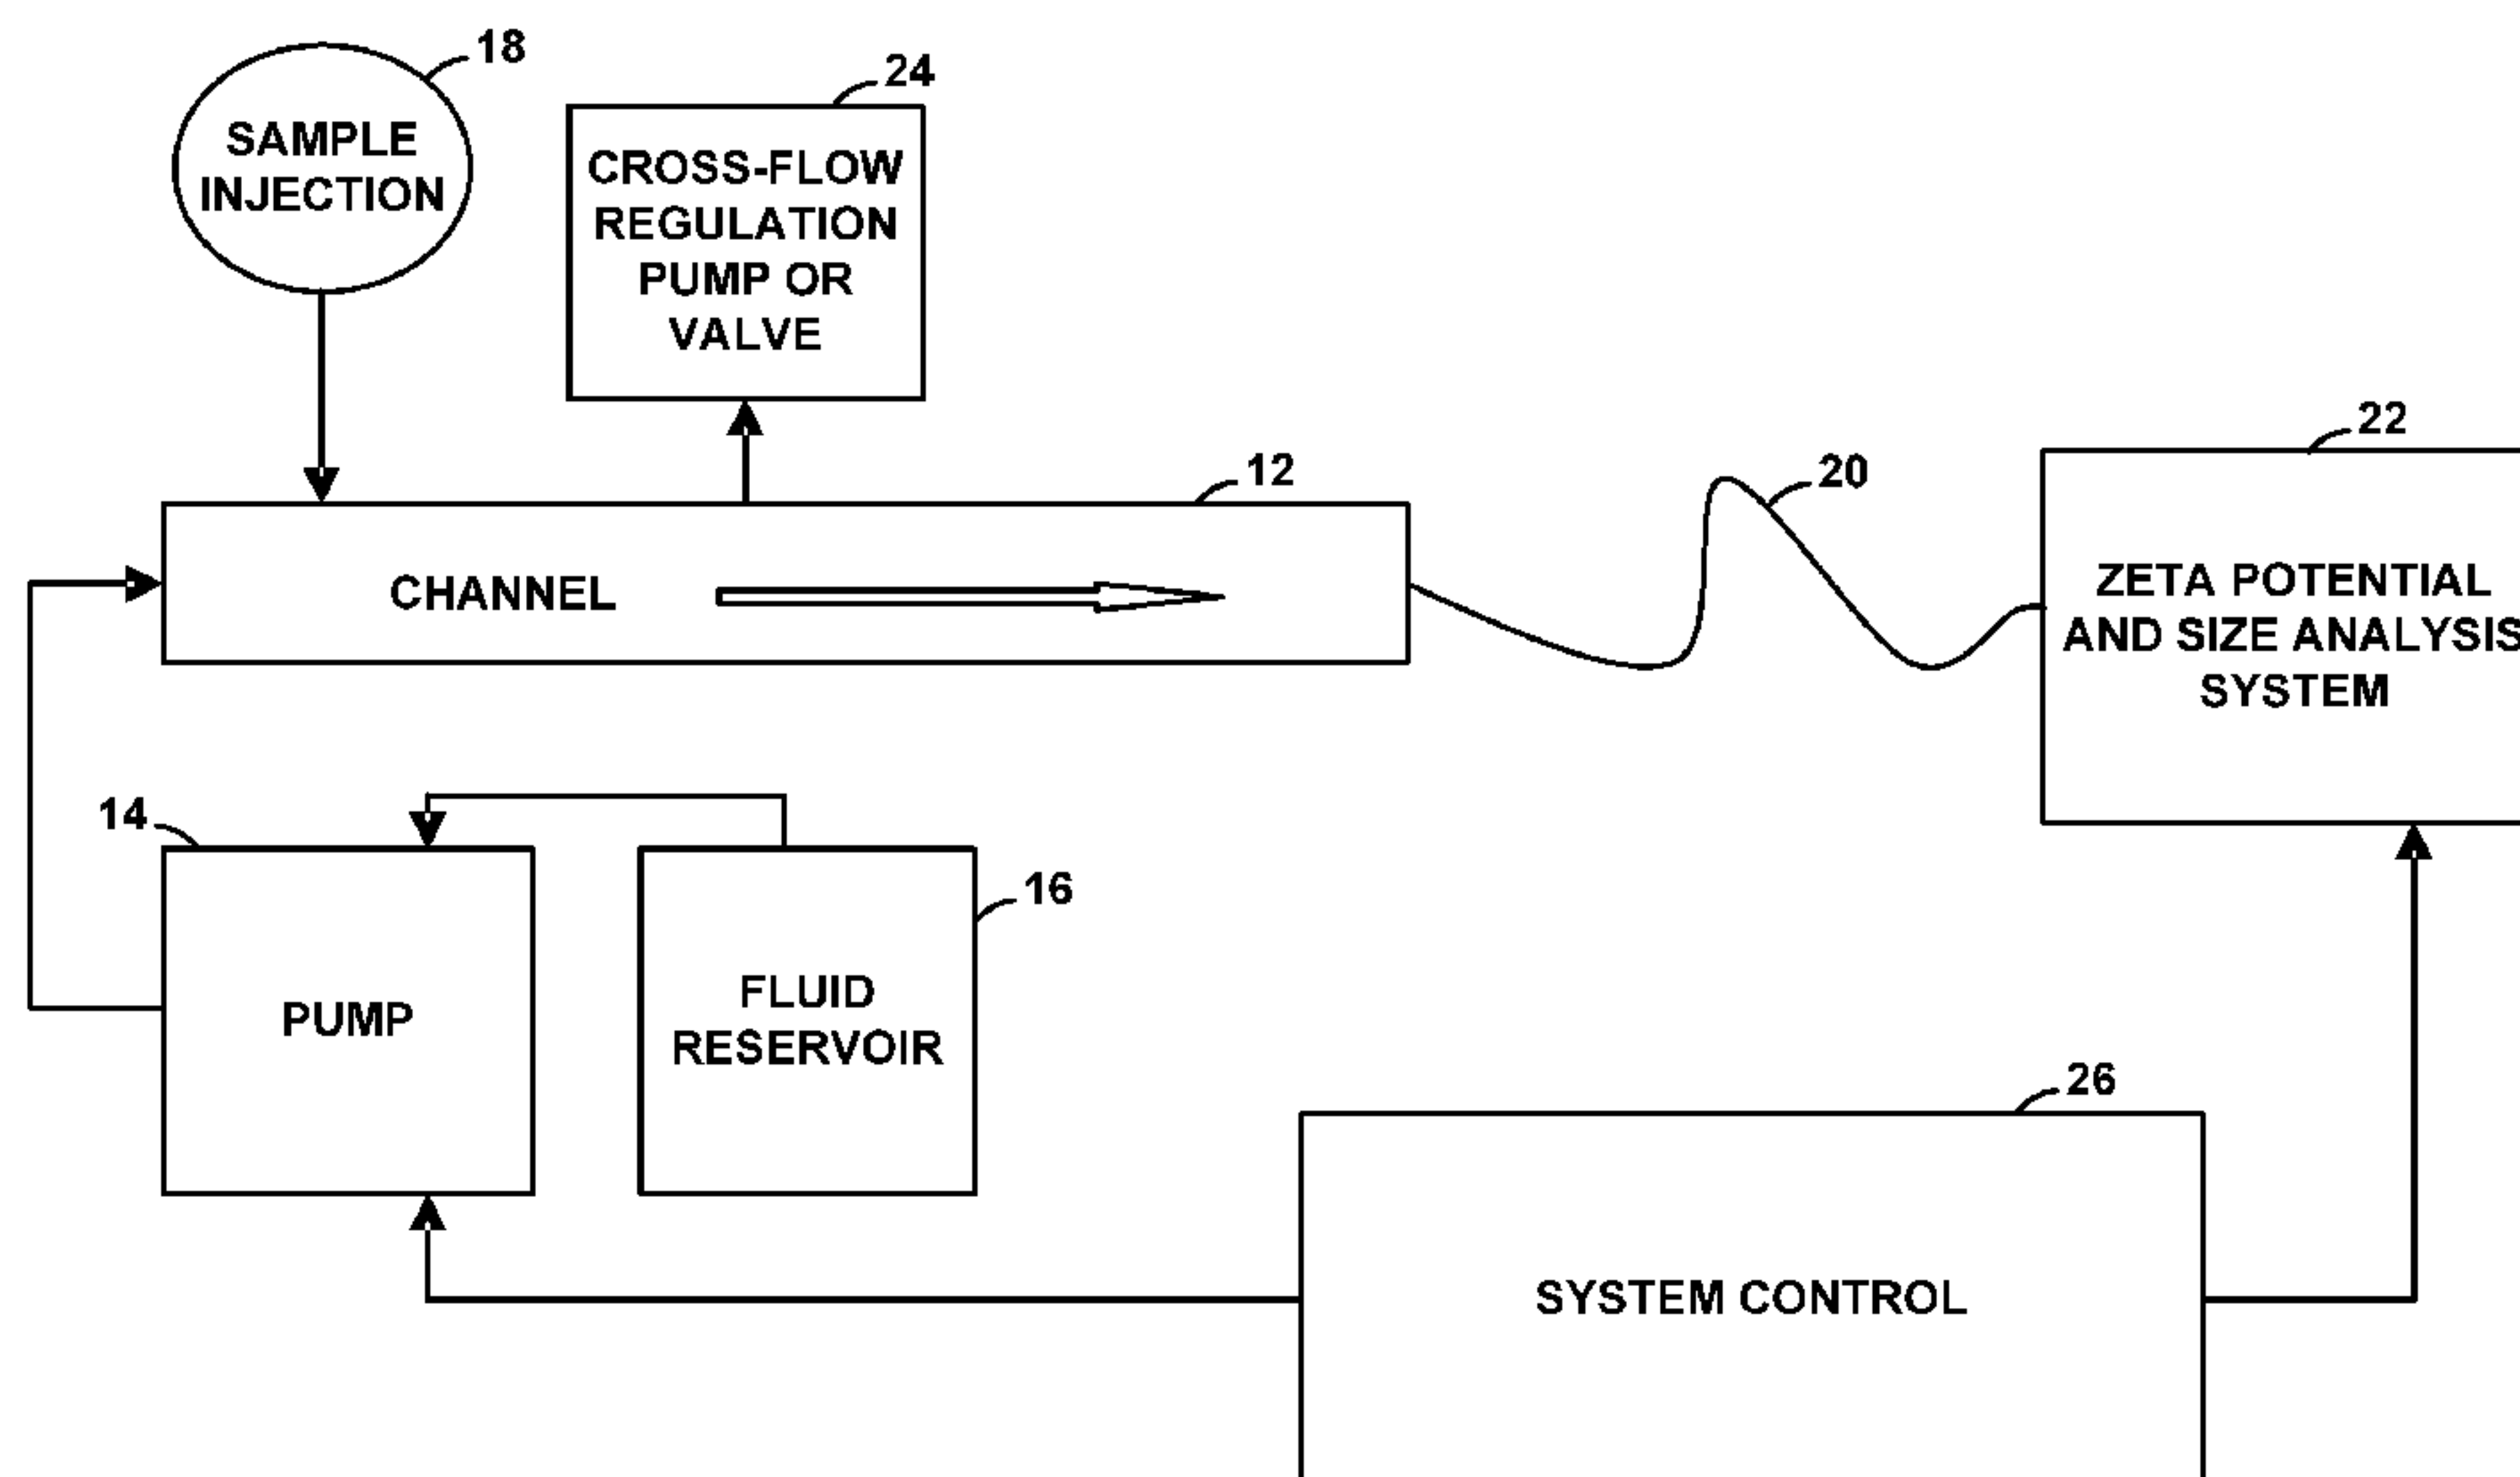 18
SAMPLE
INJECTION
24
CROSS-FLOW
REGULATION
PUMP OR
VALVE
12
CHANNEL
20
22
ZETA POTENTIAL
AND SIZE ANALYSIS
SYSTEM
14
PUMP
16
FLUID
RESERVOIR
26
SYSTEM CONTROL